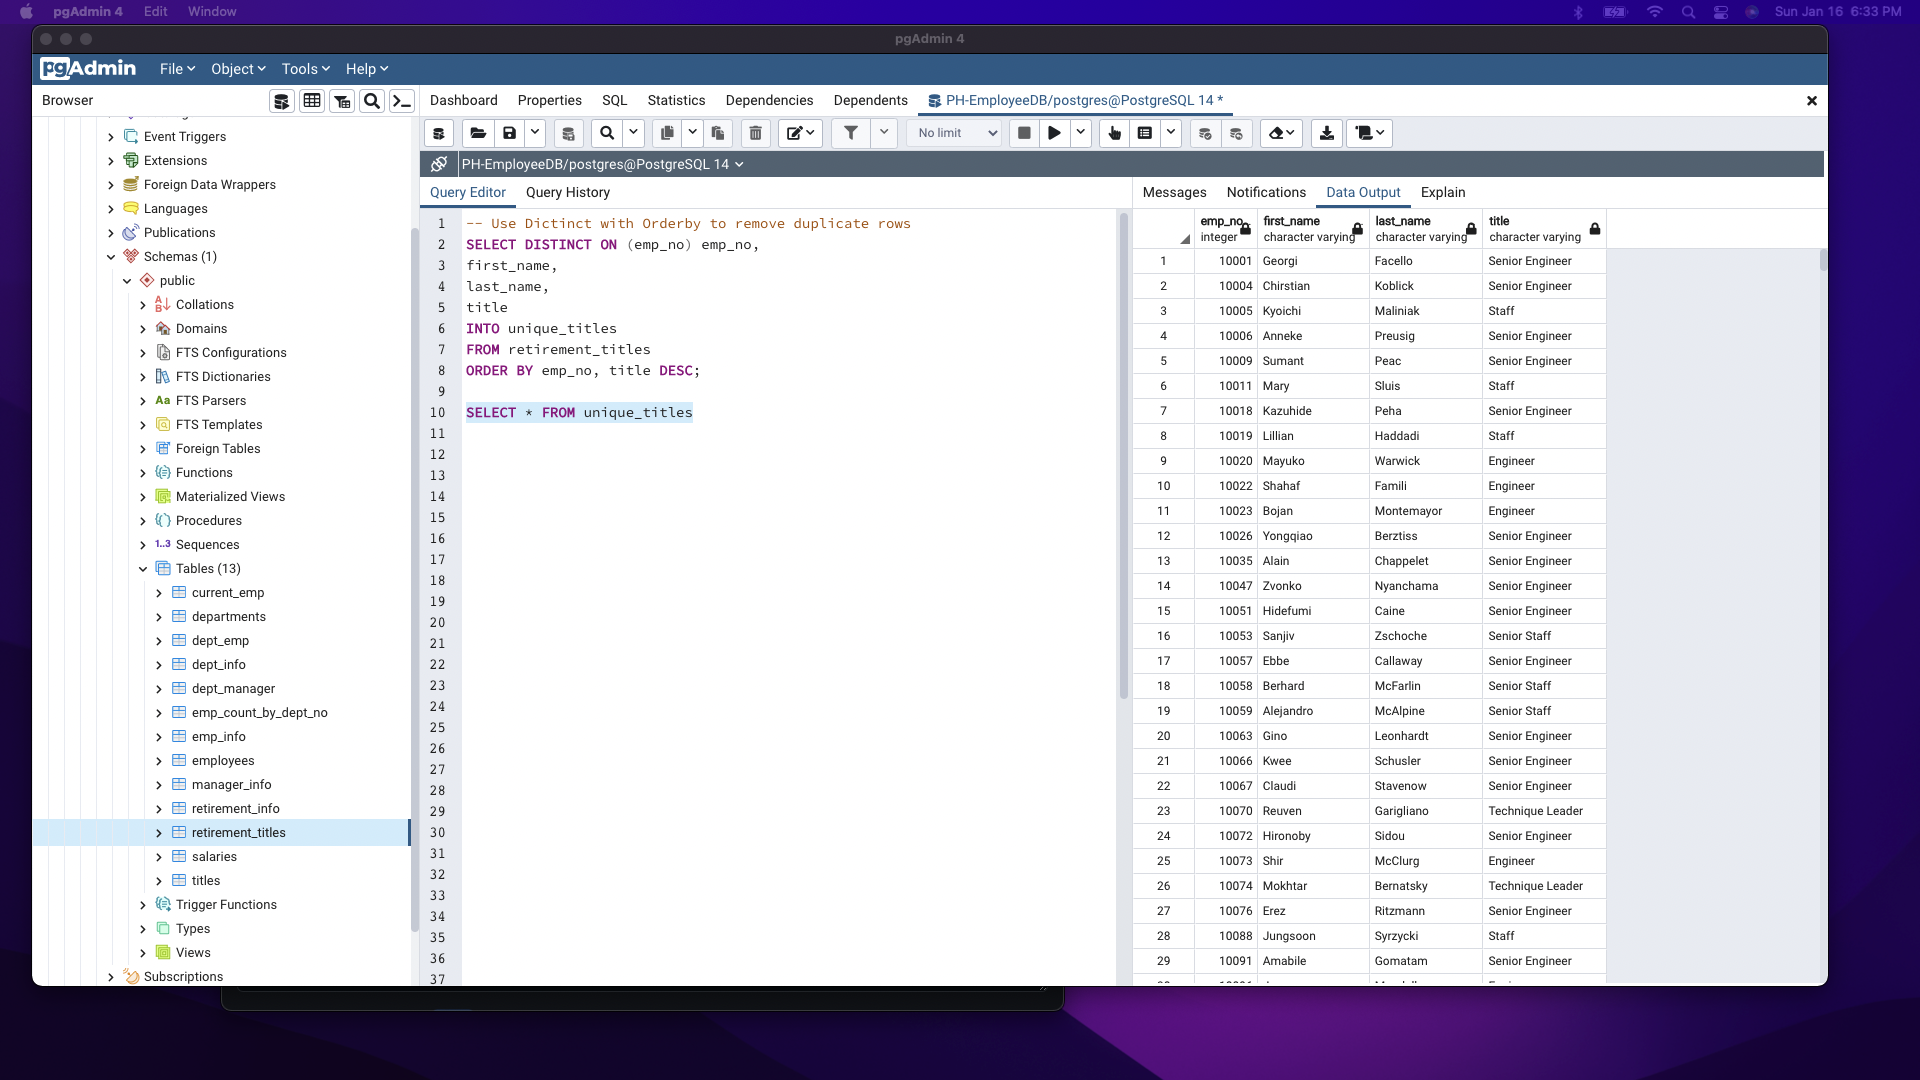 pgAdmin 4 Edit Window Sun Jan 16 6:33 PM
pgAdmin 4
pgAdmin File Object Tools Help
Browser
Dashboard Properties SQL Statistics Dependencies Dependents PH-EmployeeDB/postgres@PostgreSQL 14 *
No limit
PH-EmployeeDB/postgres@PostgreSQL 14
Event Triggers
Extensions
Foreign Data Wrappers
Languages
Publications
Schemas (1)
public
Collations
Domains
FTS Configurations
FTS Dictionaries
Aa FTS Parsers
FTS Templates
Foreign Tables
Functions
Materialized Views
Procedures
1..3 Sequences
Tables (13)
current_emp
departments
dept_emp
dept_info
dept_manager
emp_count_by_dept_no
emp_info
employees
manager_info
retirement_info
retirement_titles
salaries
titles
Trigger Functions
Types
Views
Subscriptions
Query Editor Query History
1 -- Use Dictinct with Orderby to remove duplicate rows
2 SELECT DISTINCT ON (emp_no) emp_no,
3 first_name,
4 last_name,
5 title
6 INTO unique_titles
7 FROM retirement_titles
8 ORDER BY emp_no, title DESC;
9
10 SELECT * FROM unique_titles
11
12
13
14
15
16
17
18
19
20
21
22
23
24
25
26
27
28
29
30
31
32
33
34
35
36
37
Messages Notifications Data Output Explain
emp_no first_name last_name title
integer character varying character varying character varying
1 10001 Georgi Facello Senior Engineer
2 10004 Chirstian Koblick Senior Engineer
3 10005 Kyoichi Maliniak Staff
4 10006 Anneke Preusig Senior Engineer
5 10009 Sumant Peac Senior Engineer
6 10011 Mary Sluis Staff
7 10018 Kazuhide Peha Senior Engineer
8 10019 Lillian Haddadi Staff
9 10020 Mayuko Warwick Engineer
10 10022 Shahaf Famili Engineer
11 10023 Bojan Montemayor Engineer
12 10026 Yongqiao Berztiss Senior Engineer
13 10035 Alain Chappelet Senior Engineer
14 10047 Zvonko Nyanchama Senior Engineer
15 10051 Hidefumi Caine Senior Engineer
16 10053 Sanjiv Zschoche Senior Staff
17 10057 Ebbe Callaway Senior Engineer
18 10058 Berhard McFarlin Senior Staff
19 10059 Alejandro McAlpine Senior Staff
20 10063 Gino Leonhardt Senior Engineer
21 10066 Kwee Schusler Senior Engineer
22 10067 Claudi Stavenow Senior Engineer
23 10070 Reuven Garigliano Technique Leader
24 10072 Hironoby Sidou Senior Engineer
25 10073 Shir McClurg Engineer
26 10074 Mokhtar Bernatsky Technique Leader
27 10076 Erez Ritzmann Senior Engineer
28 10088 Jungsoon Syrzycki Staff
29 10091 Amabile Gomatam Senior Engineer